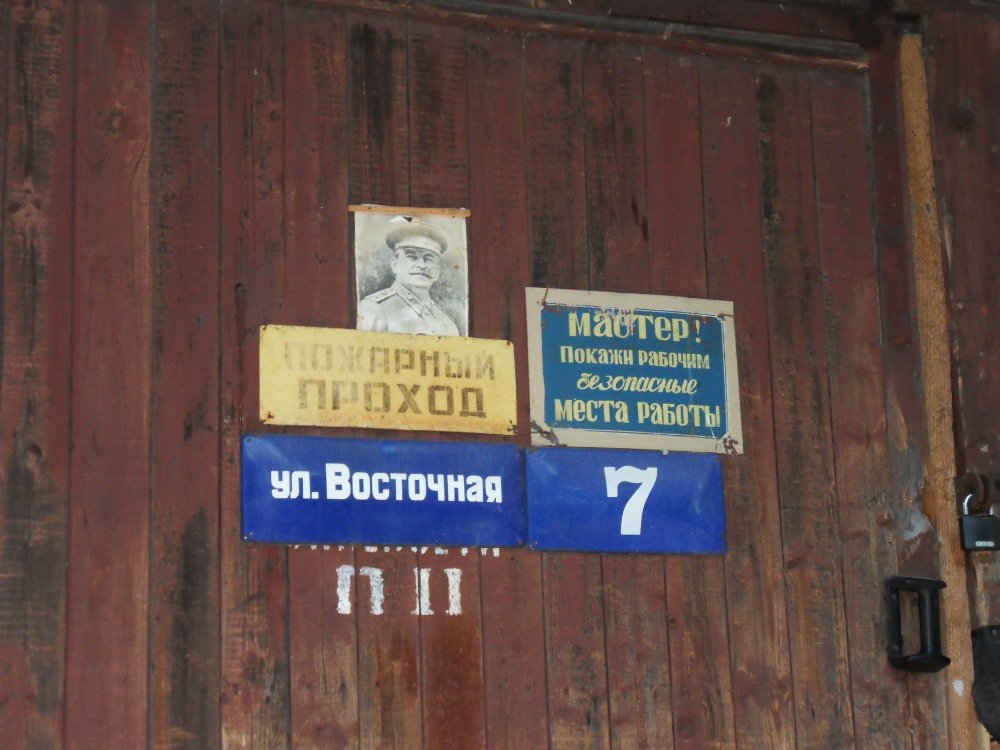 ПОЖАРНЫЙ
ПРОХОД
Мастер!
Покажи рабочим
безопасные
места работы
ул. Восточная
7
П II